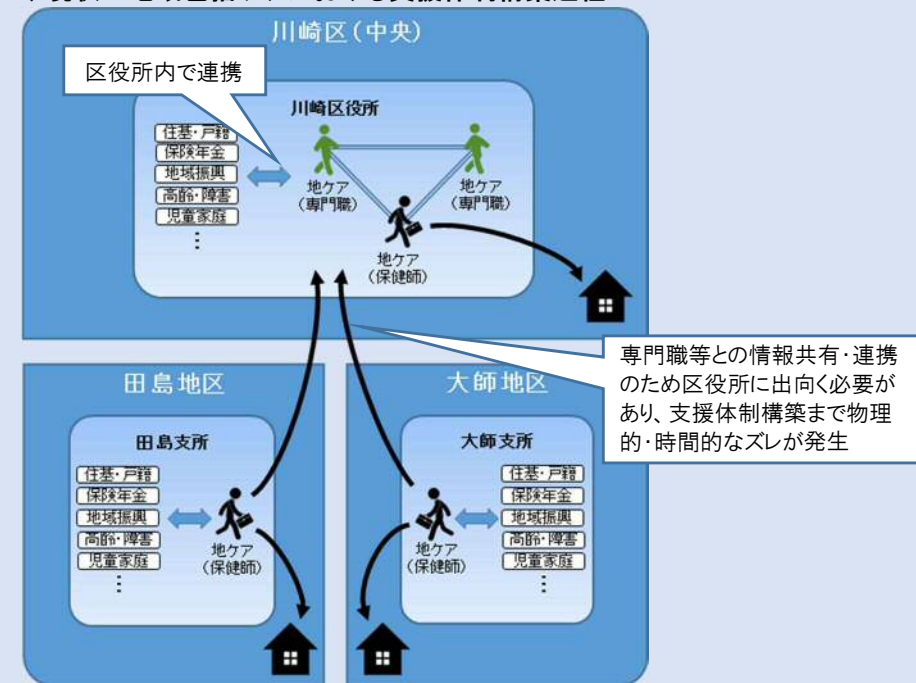 川崎区(中央)
区役所内で連携
川崎区役所
住基・戸籍
保険年金
地域振興
高齢・障害
児童家庭
⋮
地ケア
(専門職)
地ケア
(専門職)
地ケア
(保健師)
専門職等との情報共有・連携
のため区役所に出向く必要が
あり、支援体制構築まで物理
的・時間的なズレが発生
田島地区
田島支所
住基・戸籍
保険年金
地域振興
高齢・障害
児童家庭
⋮
地ケア
(保健師)
大師地区
大師支所
住基・戸籍
保険年金
地域振興
高齢・障害
児童家庭
⋮
地ケア
(保健師)